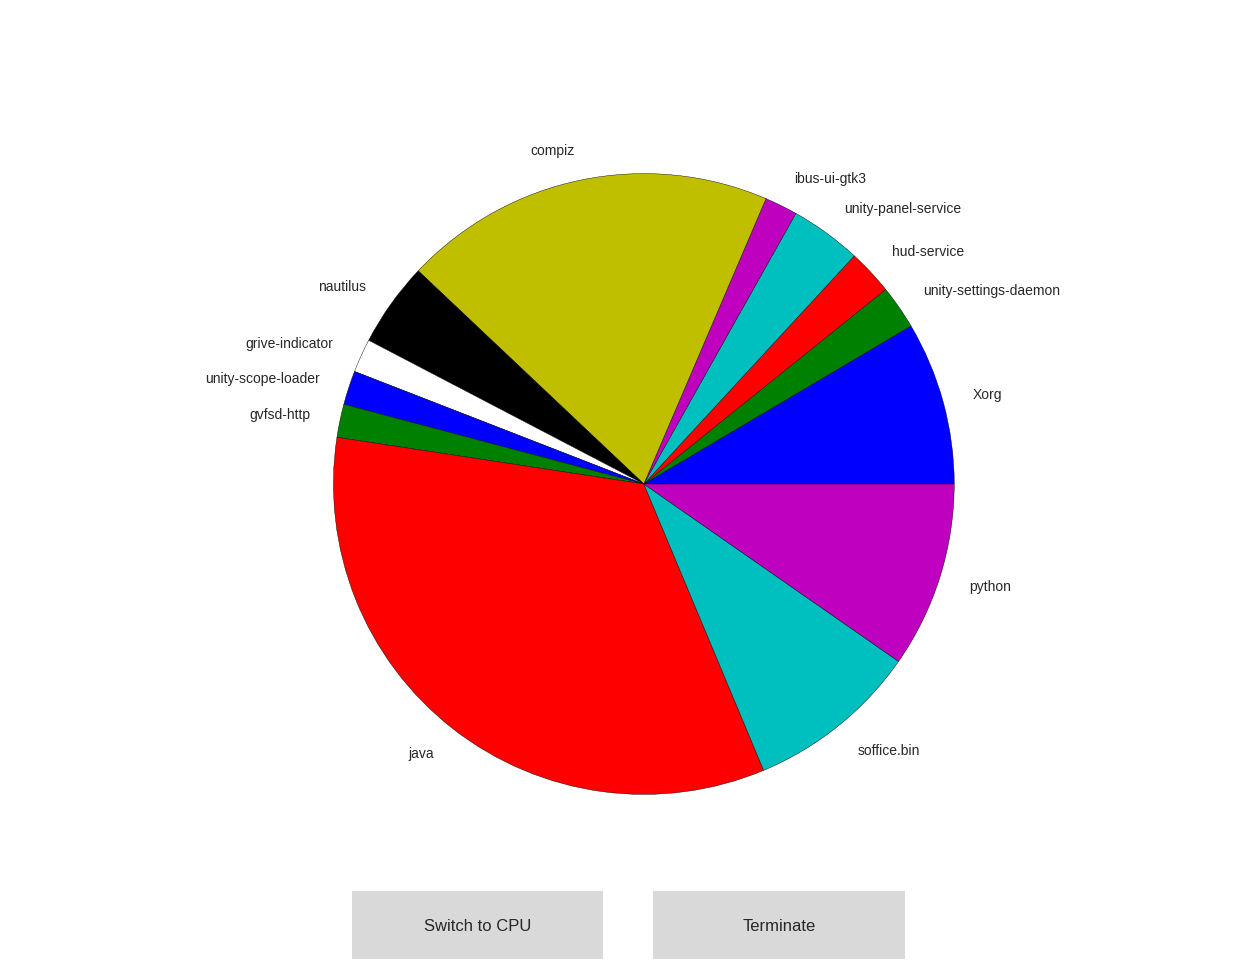 compiz
ibus-ui-gtk3
unity-panel-service
hud-service
nautilus
unity-settings-daemon
grive-indicator
unity-scope-loader
Xorg
gvfsd-http
python
soffice.bin
java
Switch to CPU
Terminate